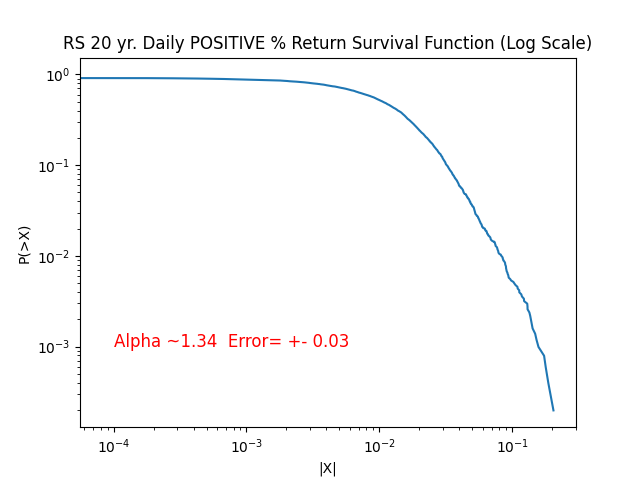 RS 20 yr. Daily POSITIVE % Return Survival Function (Log Scale)
10⁰
10⁻¹
10⁻²
10⁻³
P(>X)
Alpha ~1.34  Error= +- 0.03
10⁻⁴ 10⁻³ 10⁻² 10⁻¹
|X|